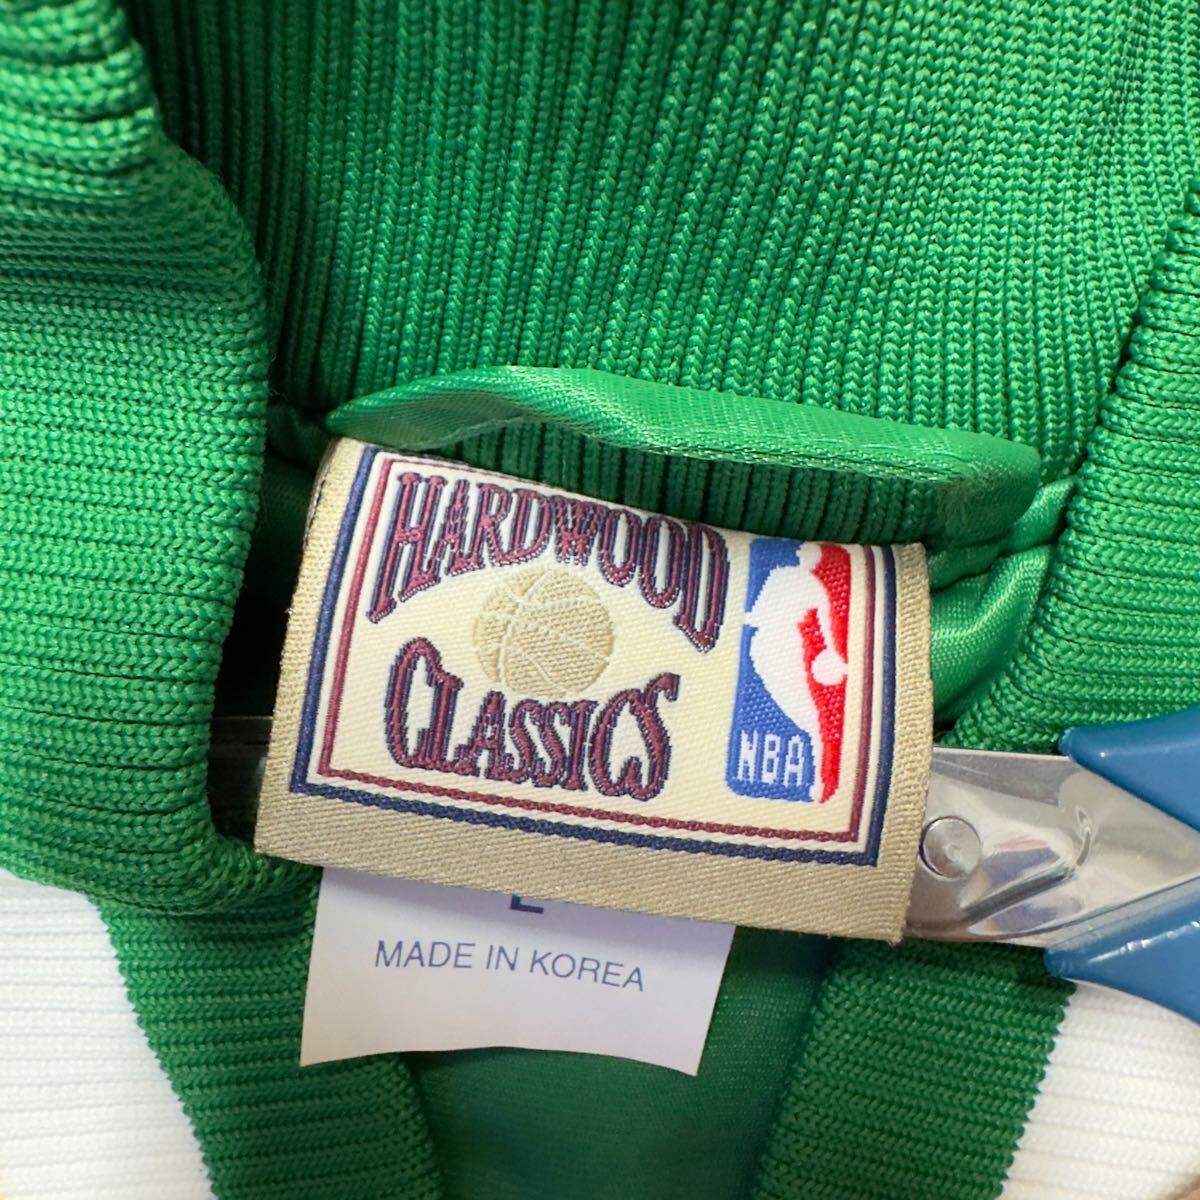 HARDWOOD
CLASSICS
NBA
L
MADE IN KOREA